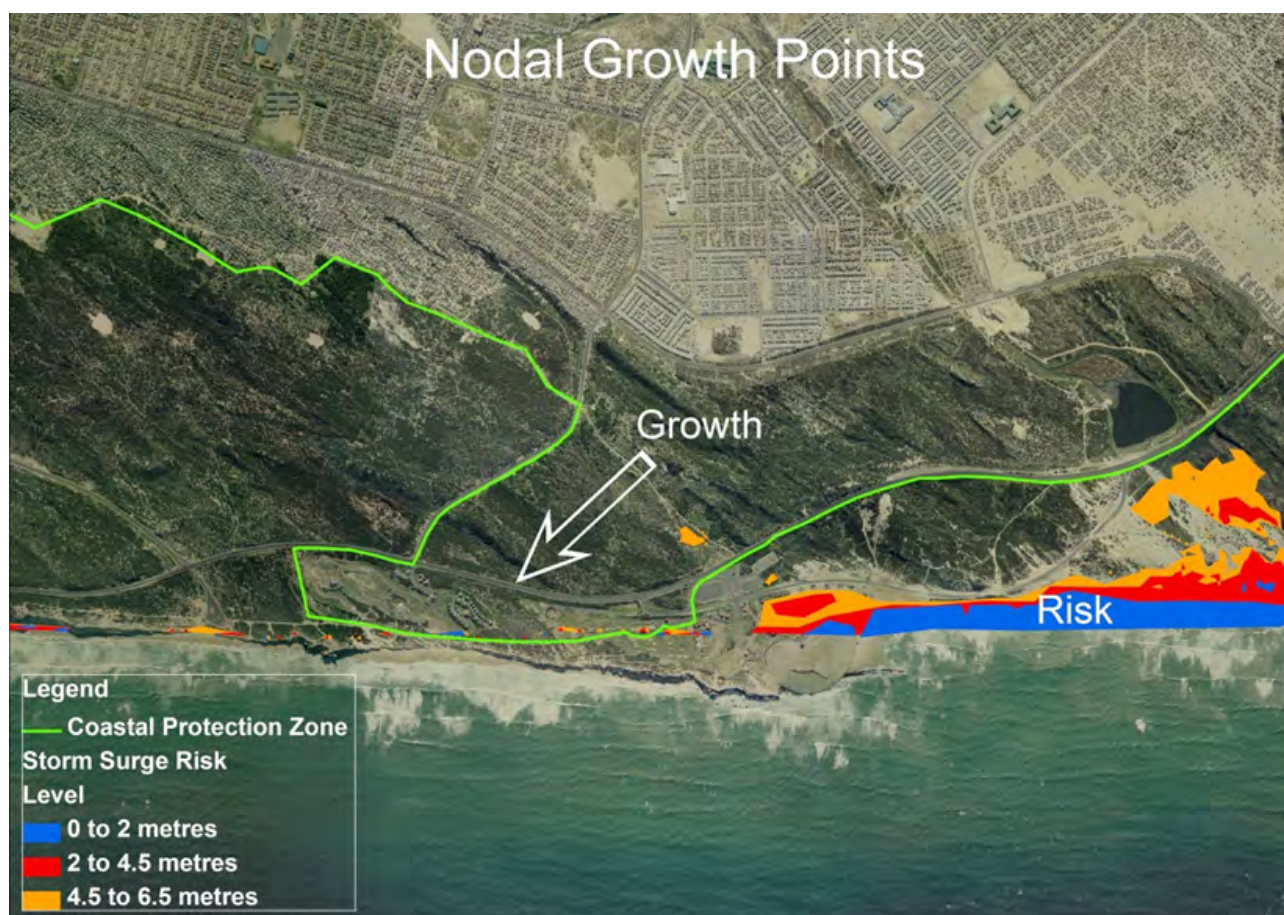 Nodal Growth Points
Growth
Risk
Legend
Coastal Protection Zone
Storm Surge Risk
Level
0 to 2 metres
2 to 4.5 metres
4.5 to 6.5 metres